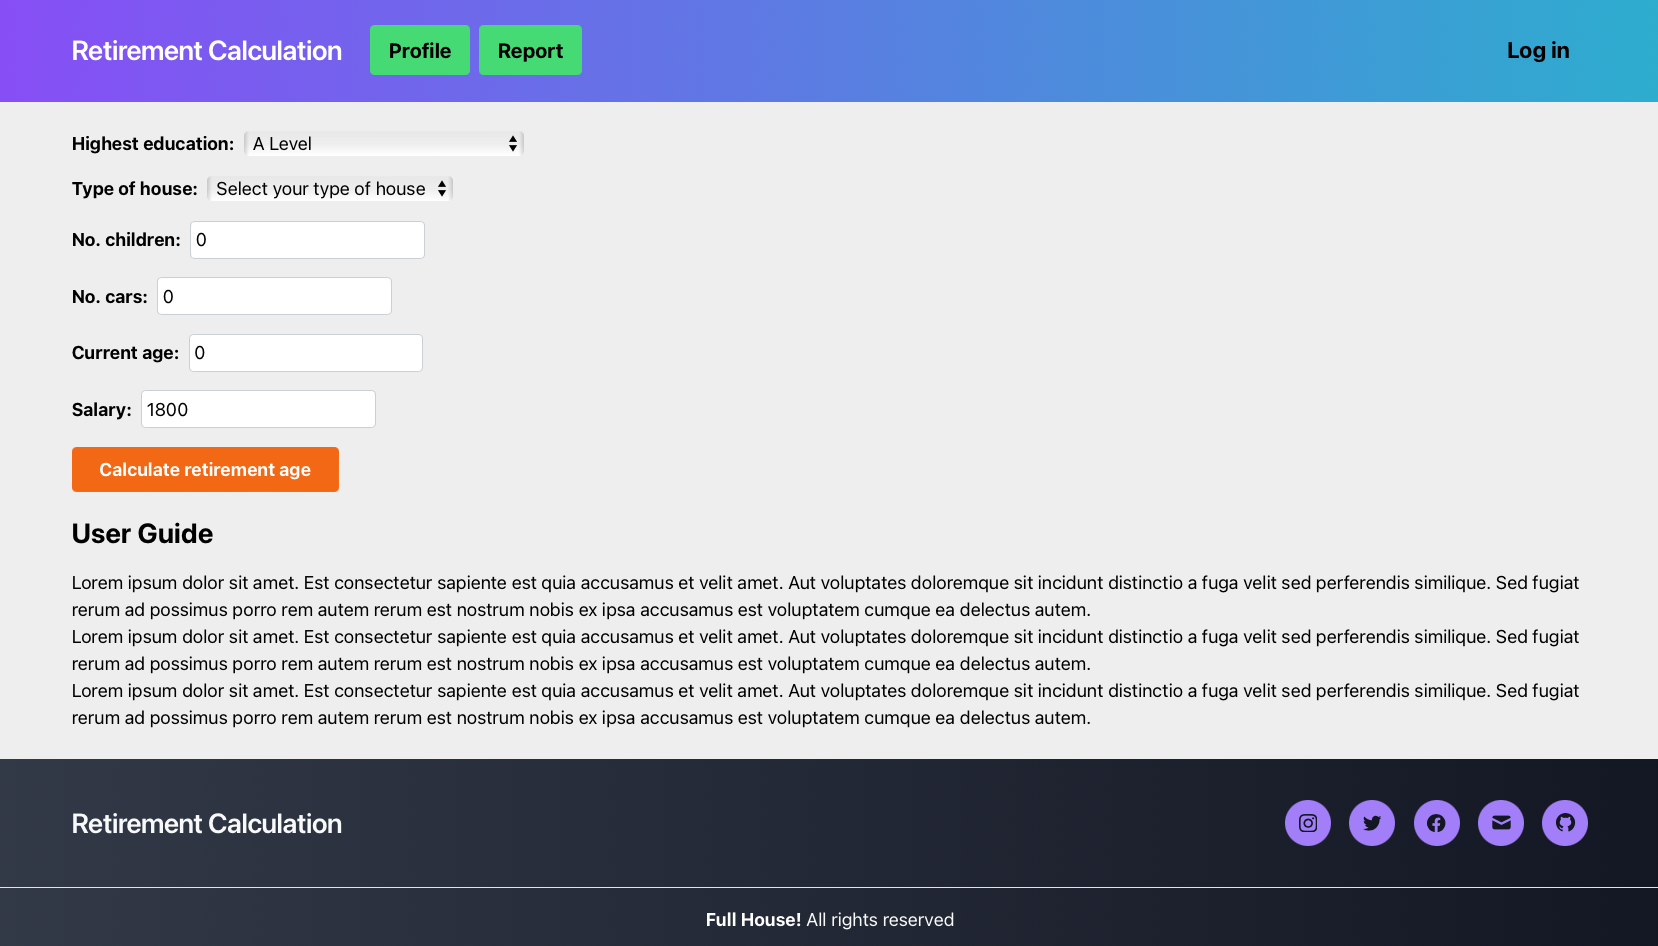 Retirement Calculation Profile Report Log in
Highest education: A Level
Type of house: Select your type of house
No. children: 0
No. cars: 0
Current age: 0
Salary: 1800
Calculate retirement age
User Guide
Lorem ipsum dolor sit amet. Est consectetur sapiente est quia accusamus et velit amet. Aut voluptates doloremque sit incidunt distinctio a fuga velit sed perferendis similique. Sed fugiat
rerum ad possimus porro rem autem rerum est nostrum nobis ex ipsa accusamus est voluptatem cumque ea delectus autem.
Lorem ipsum dolor sit amet. Est consectetur sapiente est quia accusamus et velit amet. Aut voluptates doloremque sit incidunt distinctio a fuga velit sed perferendis similique. Sed fugiat
rerum ad possimus porro rem autem rerum est nostrum nobis ex ipsa accusamus est voluptatem cumque ea delectus autem.
Lorem ipsum dolor sit amet. Est consectetur sapiente est quia accusamus et velit amet. Aut voluptates doloremque sit incidunt distinctio a fuga velit sed perferendis similique. Sed fugiat
rerum ad possimus porro rem autem rerum est nostrum nobis ex ipsa accusamus est voluptatem cumque ea delectus autem.
Retirement Calculation
Full House! All rights reserved